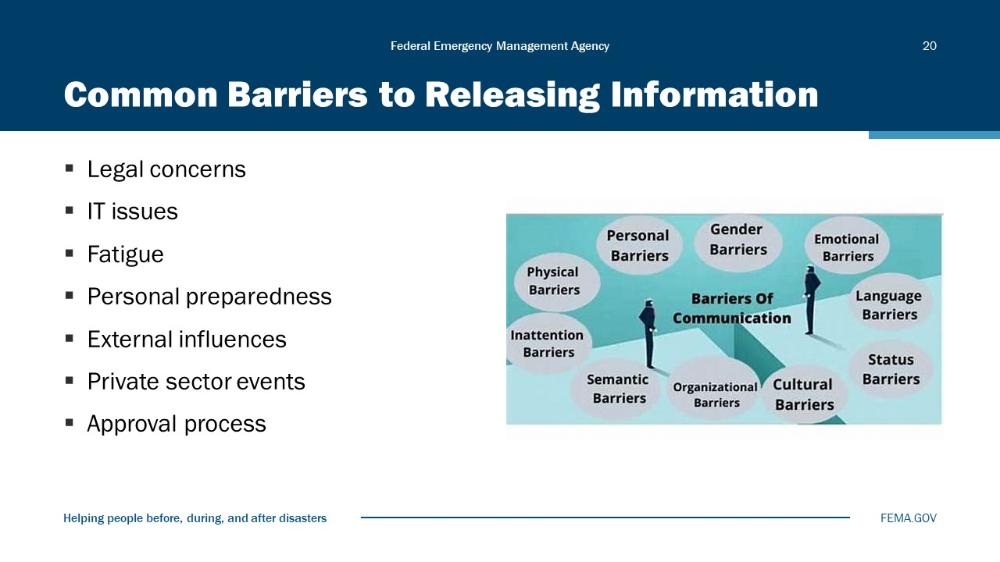 Federal Emergency Management Agency
20
Common Barriers to Releasing Information
▪ Legal concerns
▪ IT issues
▪ Fatigue
▪ Personal preparedness
▪ External influences
▪ Private sector events
▪ Approval process
Personal
Barriers
Gender
Barriers
Emotional
Barriers
Physical
Barriers
Barriers Of
Communication
Language
Barriers
Inattention
Barriers
Semantic
Barriers
Organizational
Barriers
Cultural
Barriers
Status
Barriers
Helping people before, during, and after disasters
FEMA.GOV